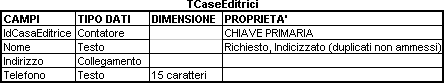 TCaseEditrici
CAMPI TIPO DATI DIMENSIONE PROPRIETA'
IdCasaEditrice Contatore CHIAVE PRIMARIA
Nome Testo Richiesto, Indicizzato (duplicati non ammessi)
Indirizzo Collegamento
Telefono Testo 15 caratteri